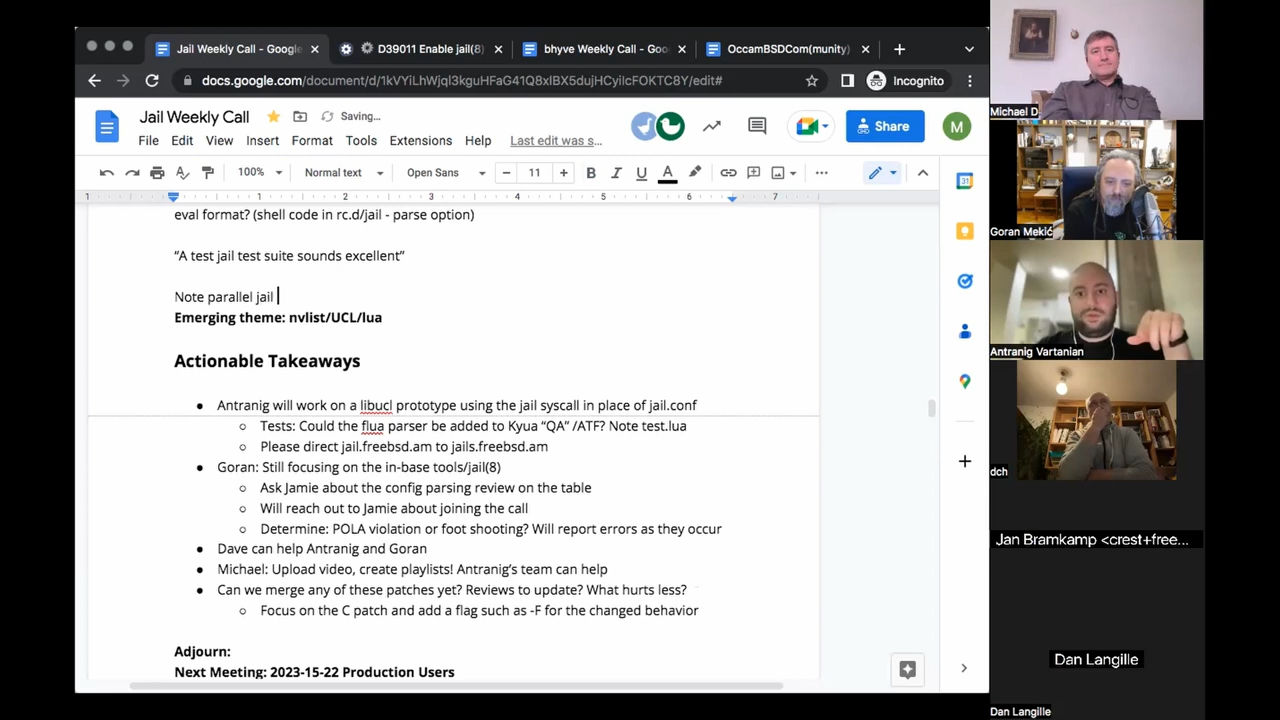 Jail Weekly Call - Google
D39011 Enable jail(8)
bhyve Weekly Call - Goo
OccamBSDCom(munity)
docs.google.com/document/d/1kVYiLhWjqI3kguHFaG41Q8xIBX5dujHCyiIcFOKTC8Y/edit#
Incognito
Jail Weekly Call
Saving...
Share
M
File Edit View Insert Format Tools Extensions Help Last edit was s...
100% Normal text Open Sans 11 B I U A
1 1 2 3 4 5 6 7
eval format? (shell code in rc.d/jail - parse option)
“A test jail test suite sounds excellent”
Note parallel jail
Emerging theme: nvlist/UCL/lua
Actionable Takeaways
● Antranig will work on a libucl prototype using the jail syscall in place of jail.conf
○ Tests: Could the flua parser be added to Kyua “QA” /ATF? Note test.lua
○ Please direct jail.freebsd.am to jails.freebsd.am
● Goran: Still focusing on the in-base tools/jail(8)
○ Ask Jamie about the config parsing review on the table
○ Will reach out to Jamie about joining the call
○ Determine: POLA violation or foot shooting? Will report errors as they occur
● Dave can help Antranig and Goran
● Michael: Upload video, create playlists! Antranig’s team can help
● Can we merge any of these patches yet? Reviews to update? What hurts less?
○ Focus on the C patch and add a flag such as -F for the changed behavior
Adjourn:
Next Meeting: 2023-15-22 Production Users
31
Michael D
Goran Mekić
Antranig Vartanian
dch
Jan Bramkamp <crest+free...
Dan Langille
Dan Langille